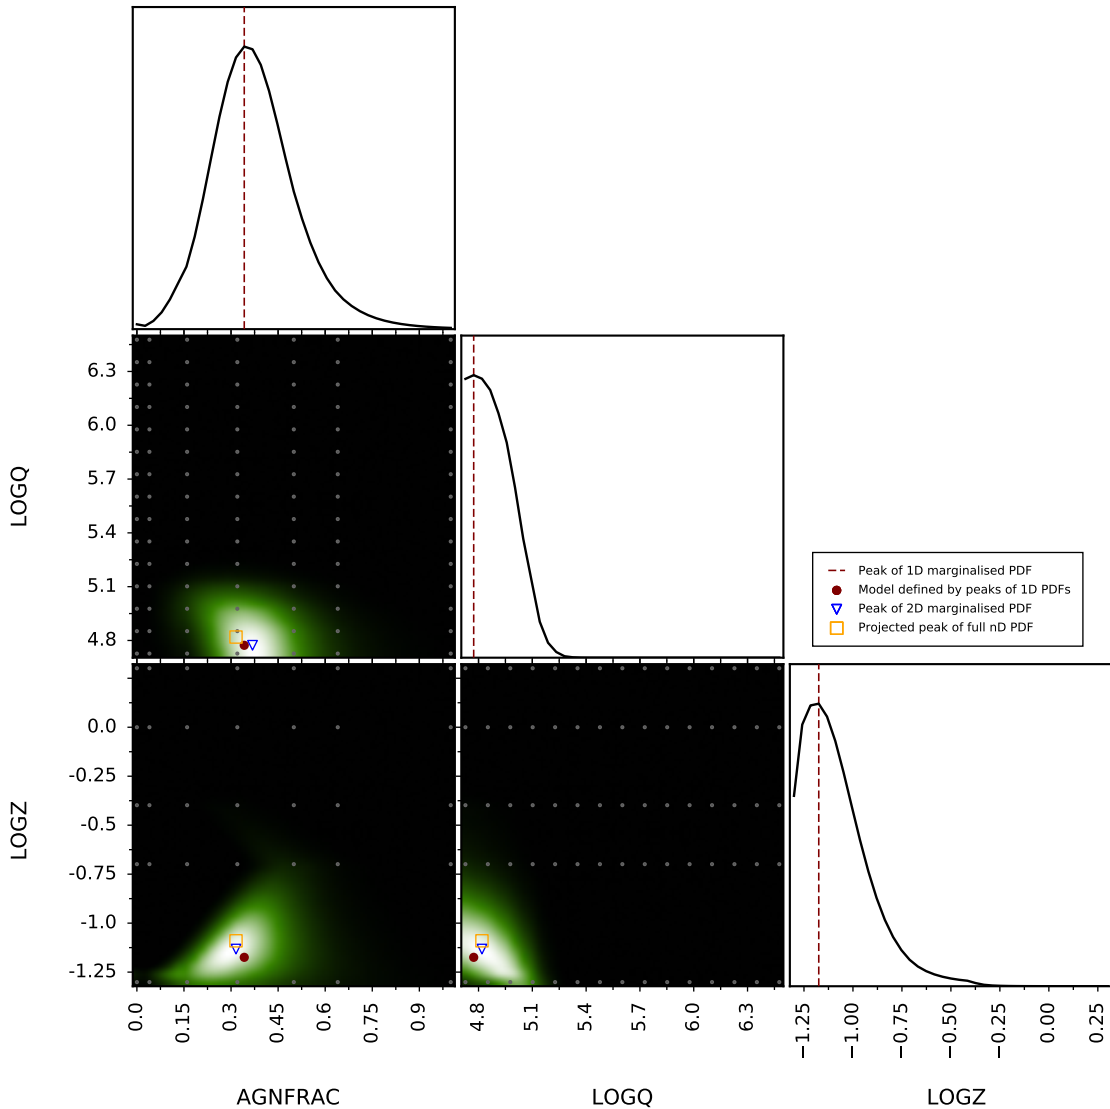 LOGQ
6.3
6.0
5.7
5.4
5.1
4.8
Peak of 1D marginalised PDF
Model defined by peaks of 1D PDFs
Peak of 2D marginalised PDF
Projected peak of full nD PDF
LOGZ
0.0
-0.25
-0.5
-0.75
-1.0
-1.25
0.0 0.15 0.3 0.45 0.6 0.75 0.9
4.8 5.1 5.4 5.7 6.0 6.3
−1.25 −1.00 −0.75 −0.50 −0.25 0.00 0.25
AGNFRAC LOGQ LOGZ